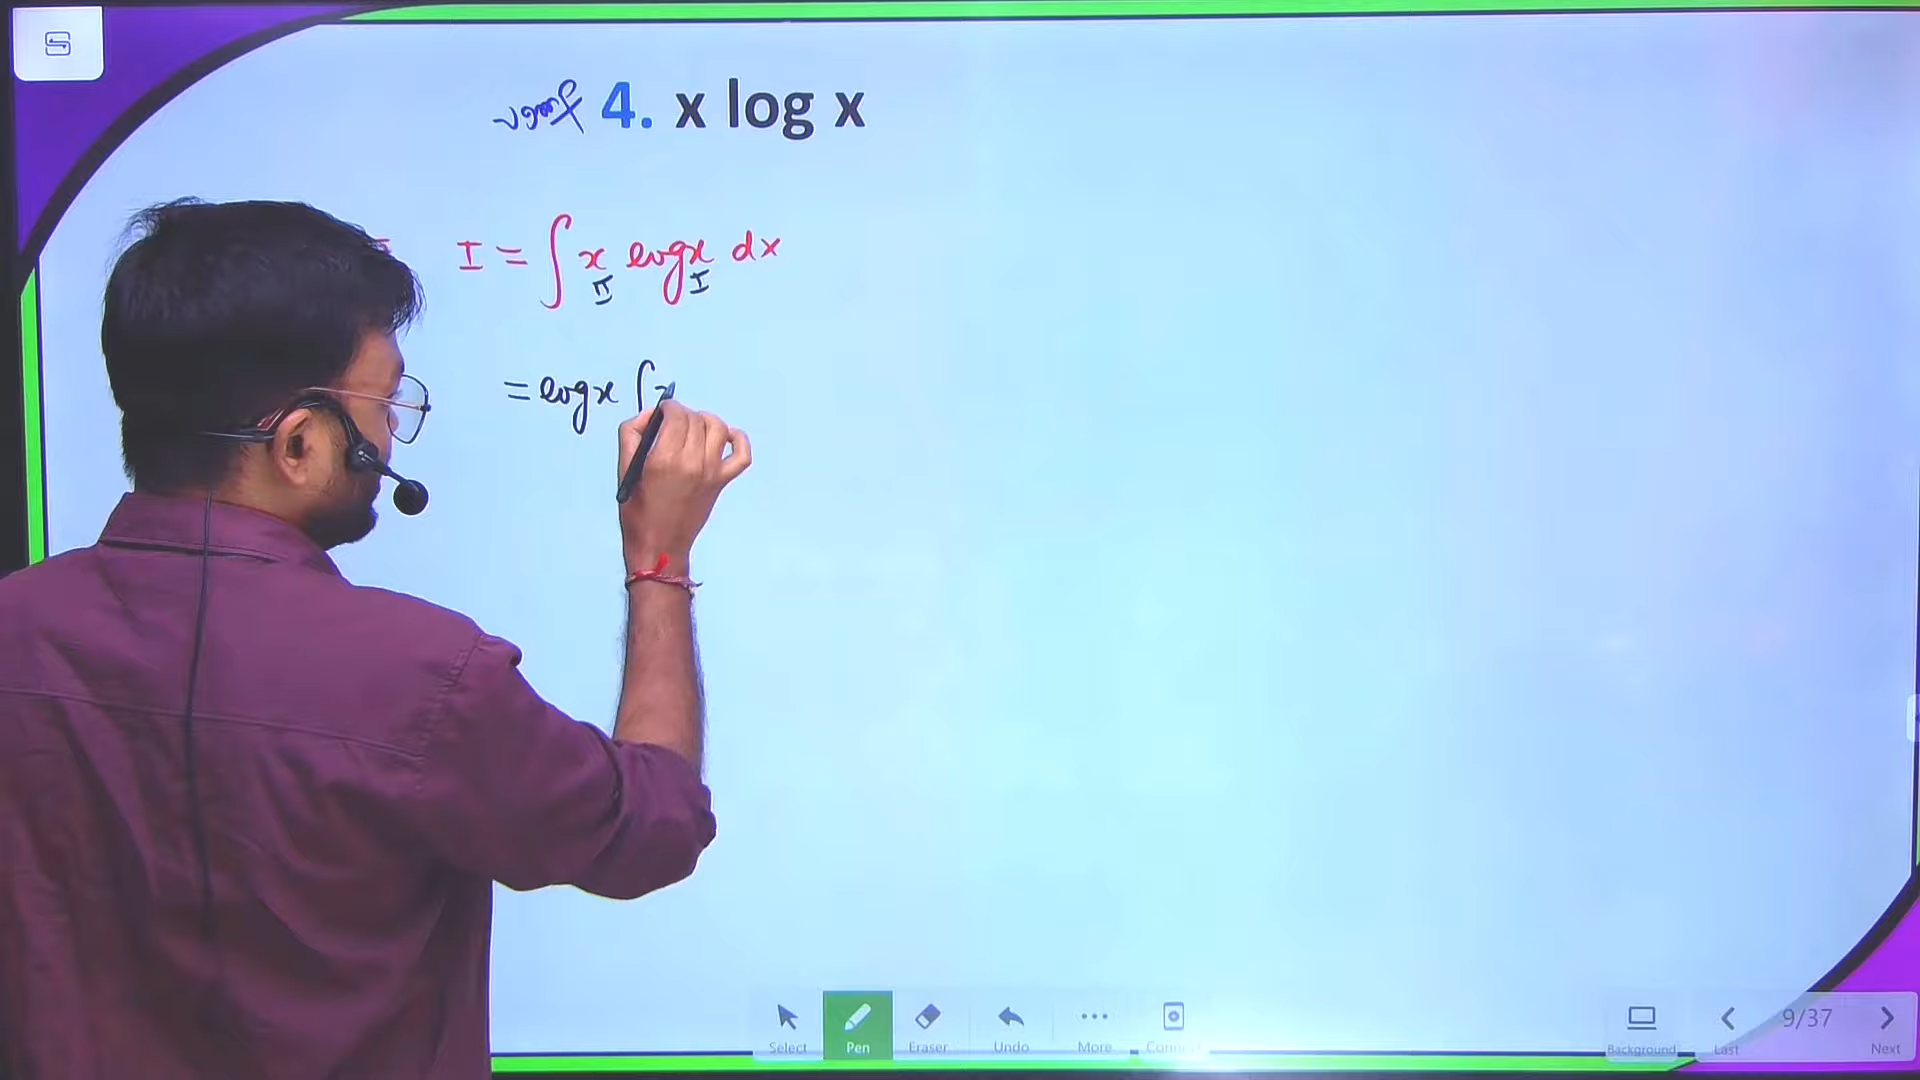 4. x log x
I = ∫ x log x dx
II I
= log x ∫ x
Select Pen Eraser Undo More
Background Last 9/37 Next